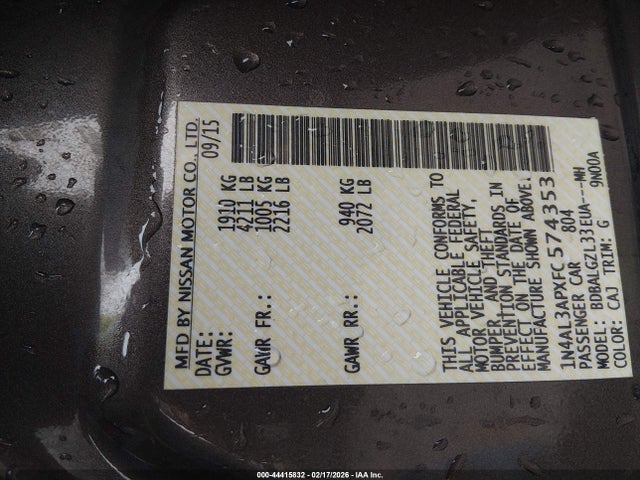 MFD BY NISSAN MOTOR CO., LTD.
DATE: 09/15
GVWR: 1910 KG
4211 LB
GAWR FR.: 1005 KG
2216 LB
GAWR RR.: 940 KG
2072 LB
THIS VEHICLE CONFORMS TO
ALL APPLICABLE FEDERAL
MOTOR VEHICLE SAFETY,
BUMPER, AND THEFT
PREVENTION STANDARDS IN
EFFECT ON THE DATE OF
MANUFACTURE SHOWN ABOVE.
1N4AL3APXFC574353
PASSENGER CAR 804
MODEL: BDBALGZL33EUA---MH
COLOR: CAJ TRIM: G 9N00A
000-44415832 - 02/17/2026 - IAA Inc.